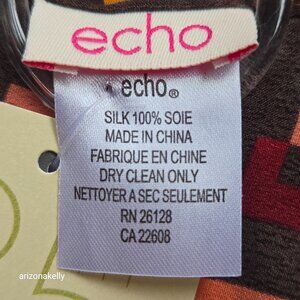 echo
echo®
SILK 100% SOIE
MADE IN CHINA
FABRIQUE EN CHINE
DRY CLEAN ONLY
NETTOYER A SEC SEULEMENT
RN 26128
CA 22608
arizonakelly